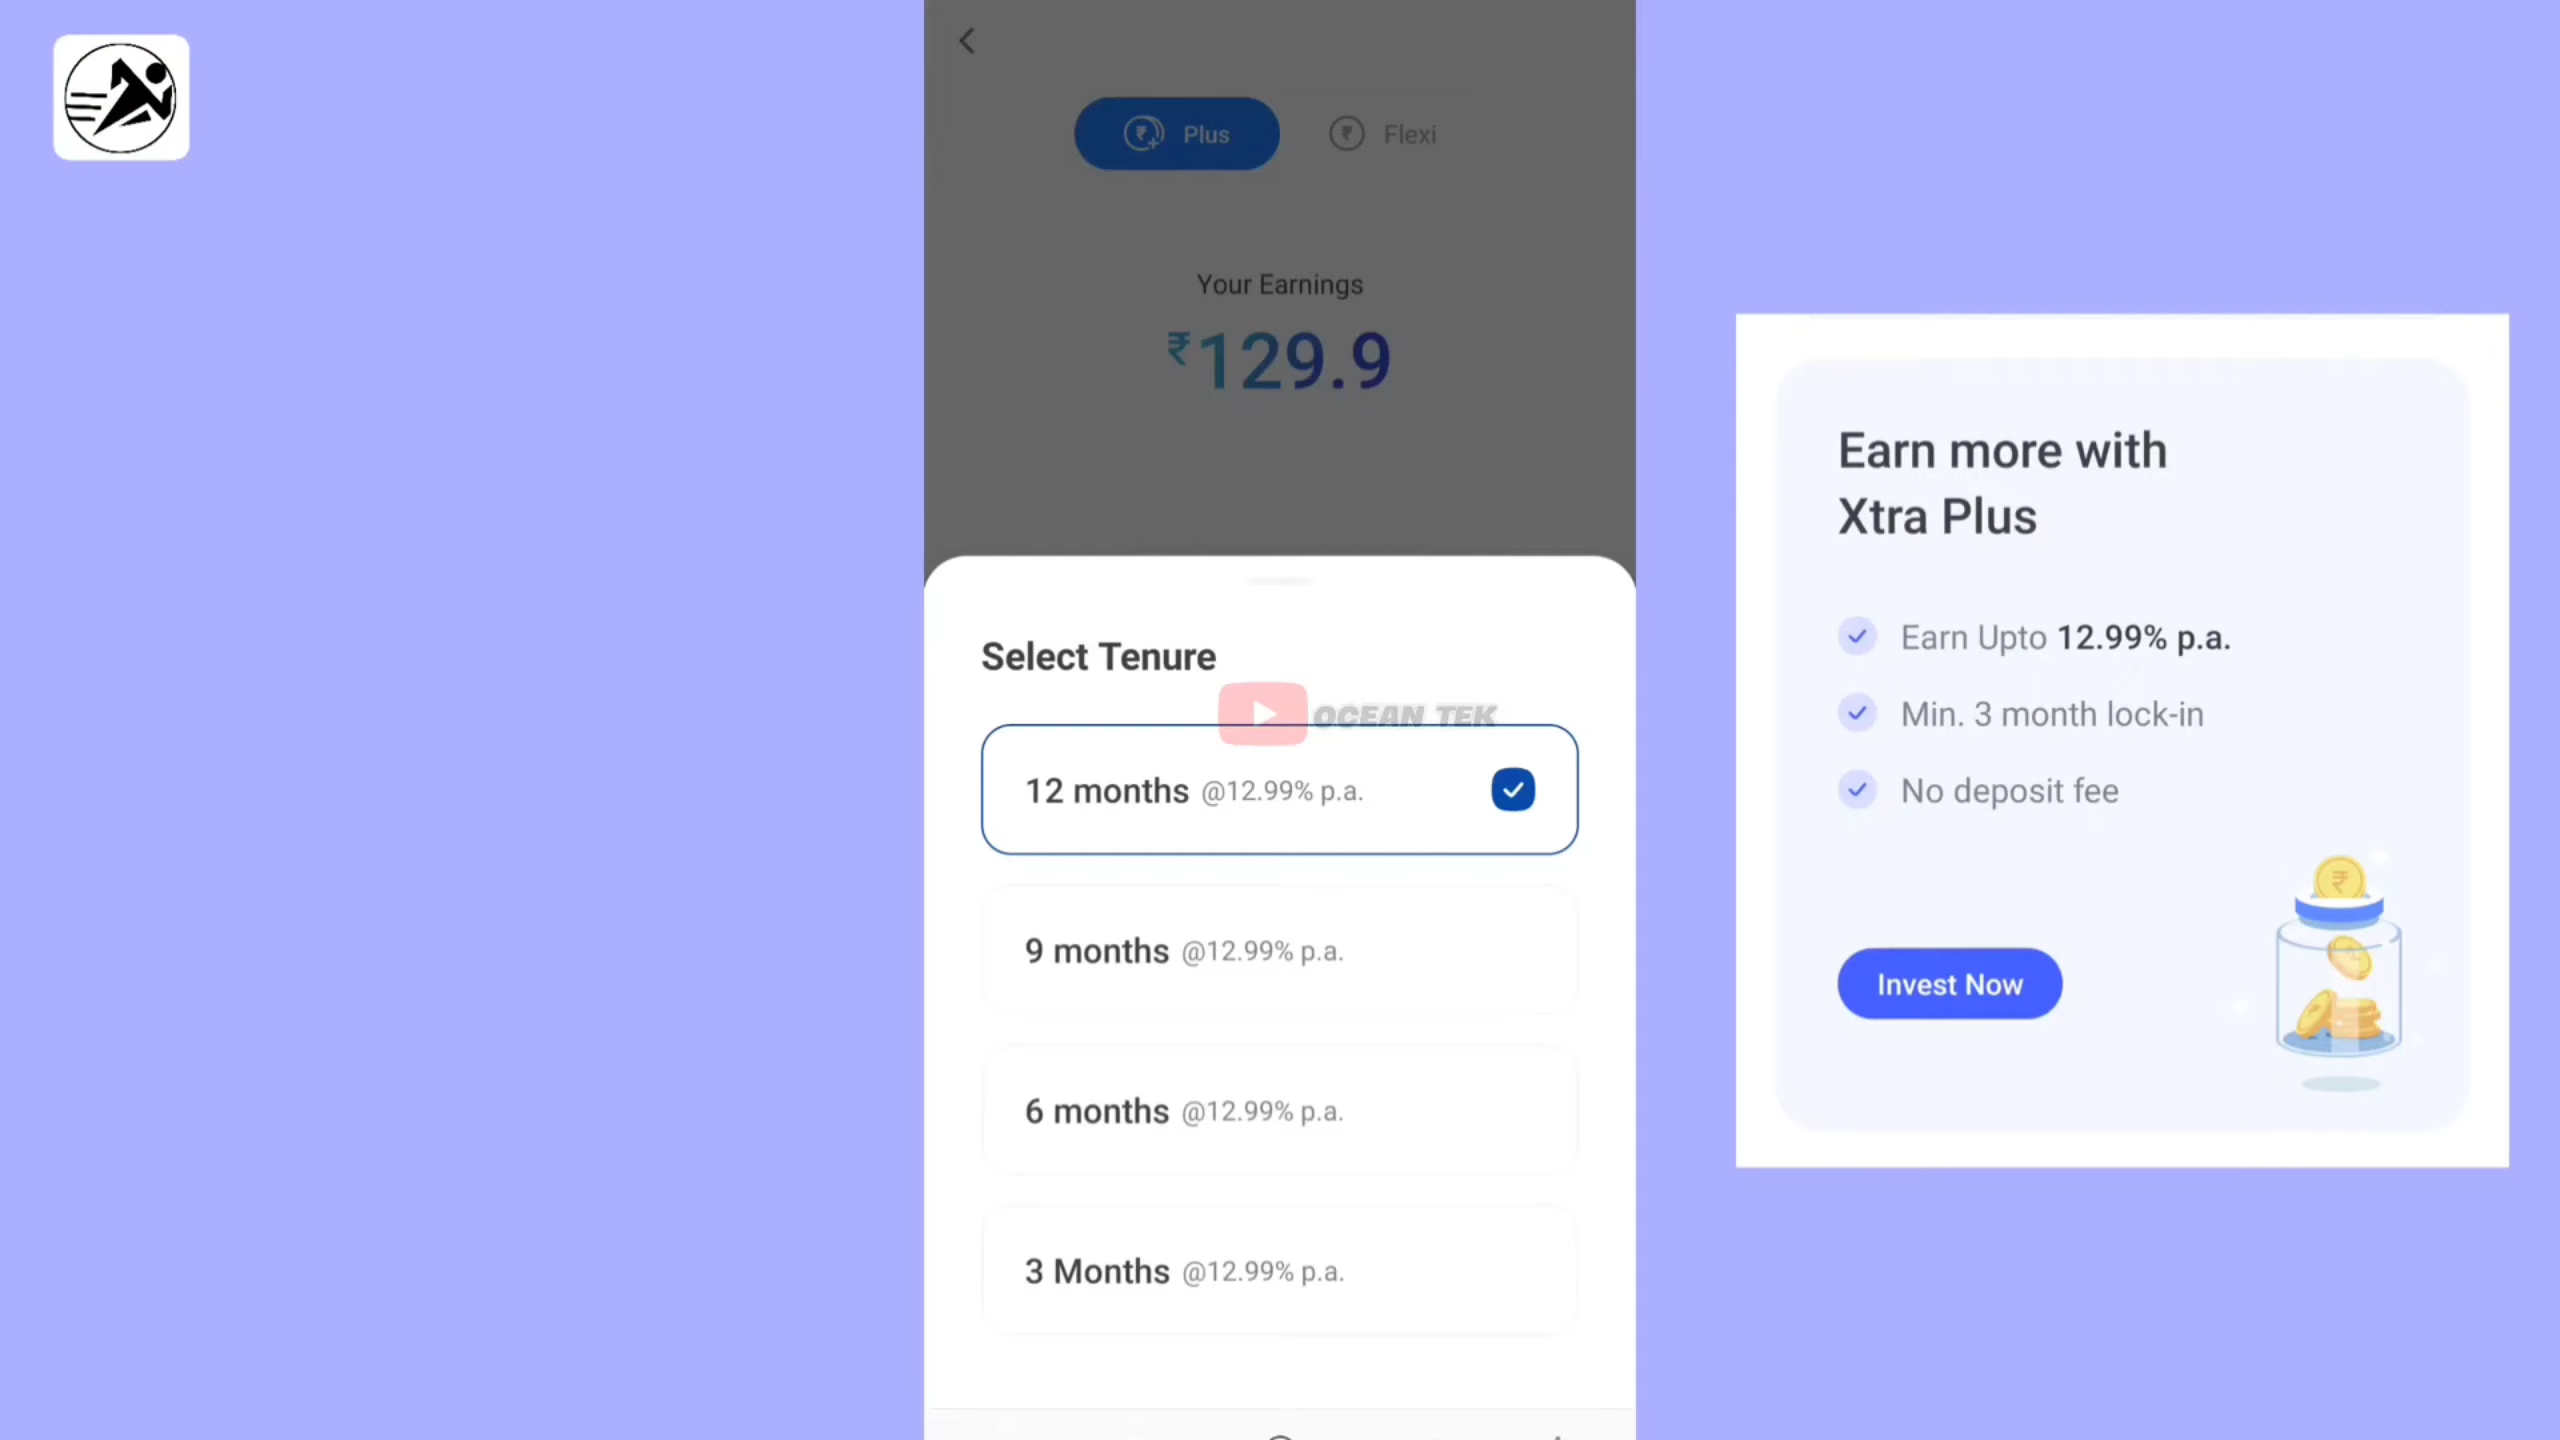 Plus
Flexi
Your Earnings
₹129.9
Select Tenure
OCEAN TEK
12 months @12.99% p.a.
9 months @12.99% p.a.
6 months @12.99% p.a.
3 Months @12.99% p.a.
Earn more with
Xtra Plus
Earn Upto 12.99% p.a.
Min. 3 month lock-in
No deposit fee
Invest Now